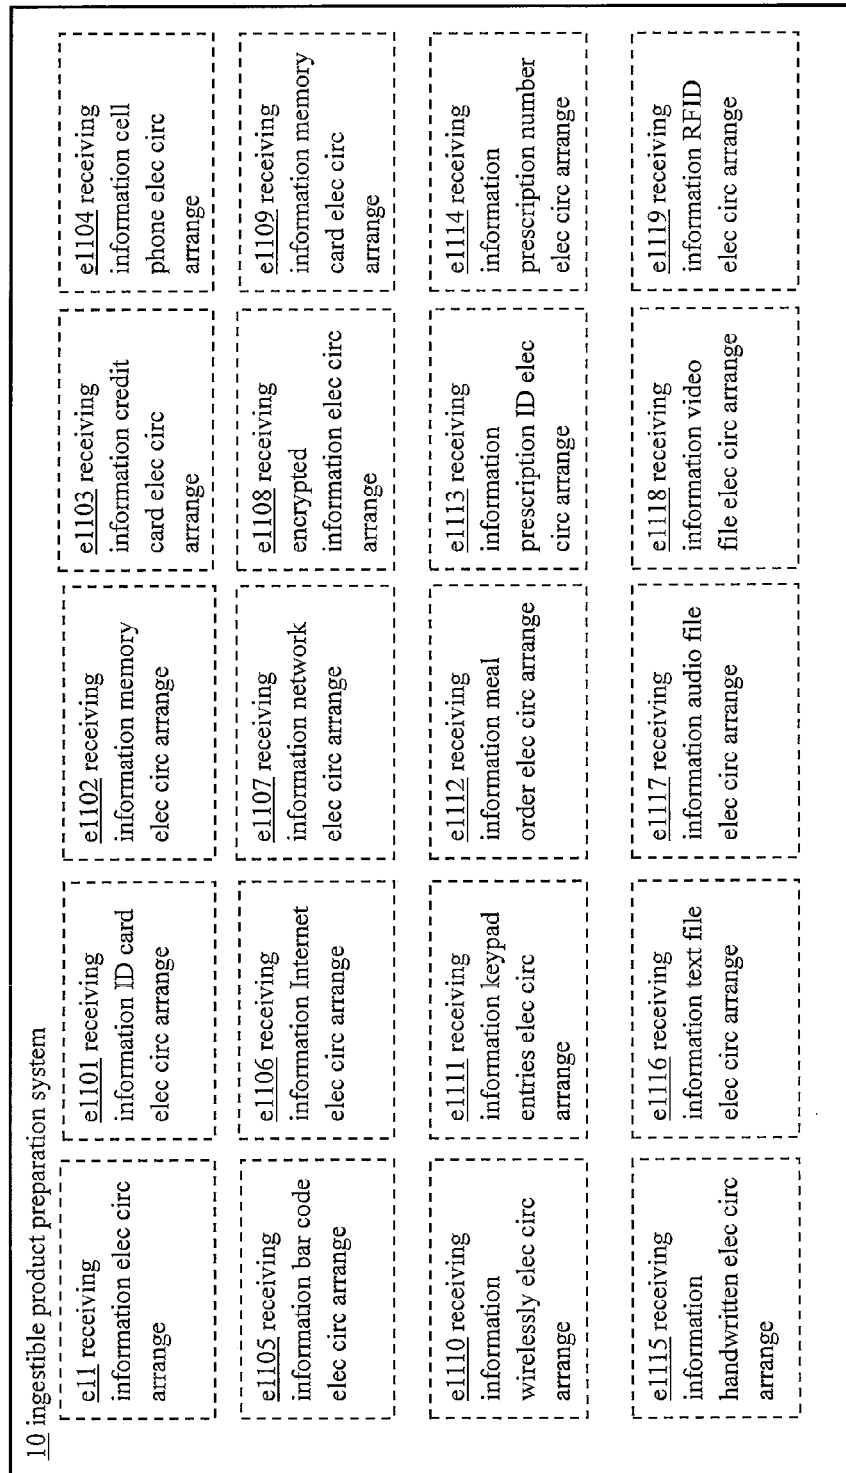 10 ingestible product preparation system
e11 receiving
information elec circ
arrange
e1101 receiving
information ID card
elec circ arrange
e1102 receiving
information memory
elec circ arrange
e1103 receiving
information credit
card elec circ
arrange
e1104 receiving
information cell
phone elec circ
arrange
e1105 receiving
information bar code
elec circ arrange
e1106 receiving
information Internet
elec circ arrange
e1107 receiving
information network
elec circ arrange
e1108 receiving
encrypted
information elec circ
arrange
e1109 receiving
information memory
card elec circ
arrange
e1110 receiving
information
wirelessly elec circ
arrange
e1111 receiving
information keypad
entries elec circ
arrange
e1112 receiving
information meal
order elec circ arrange
e1113 receiving
information
prescription ID elec
circ arrange
e1114 receiving
information
prescription number
elec circ arrange
e1115 receiving
information
handwritten elec circ
arrange
e1116 receiving
information text file
elec circ arrange
e1117 receiving
information audio file
elec circ arrange
e1118 receiving
information video
file elec circ arrange
e1119 receiving
information RFID
elec circ arrange